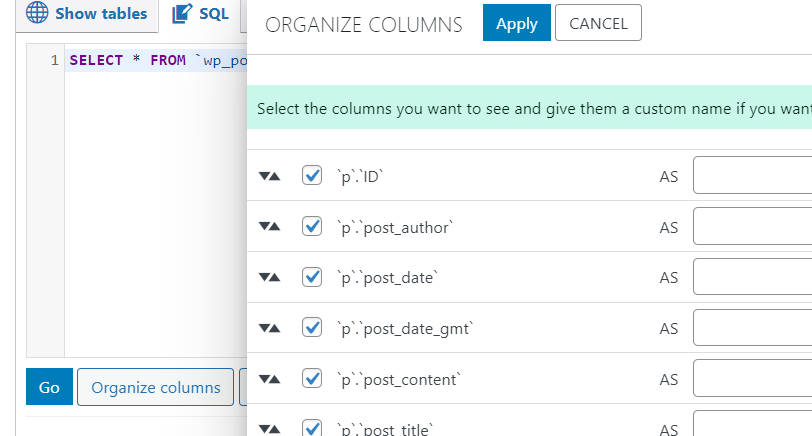 Show tables
SQL
ORGANIZE COLUMNS
Apply
CANCEL
1 SELECT * FROM `wp_po
Select the columns you want to see and give them a custom name if you want
`p`.`ID` AS
`p`.`post_author` AS
`p`.`post_date` AS
`p`.`post_date_gmt` AS
`p`.`post_content` AS
`p`.`post_title` AS
Go
Organize columns